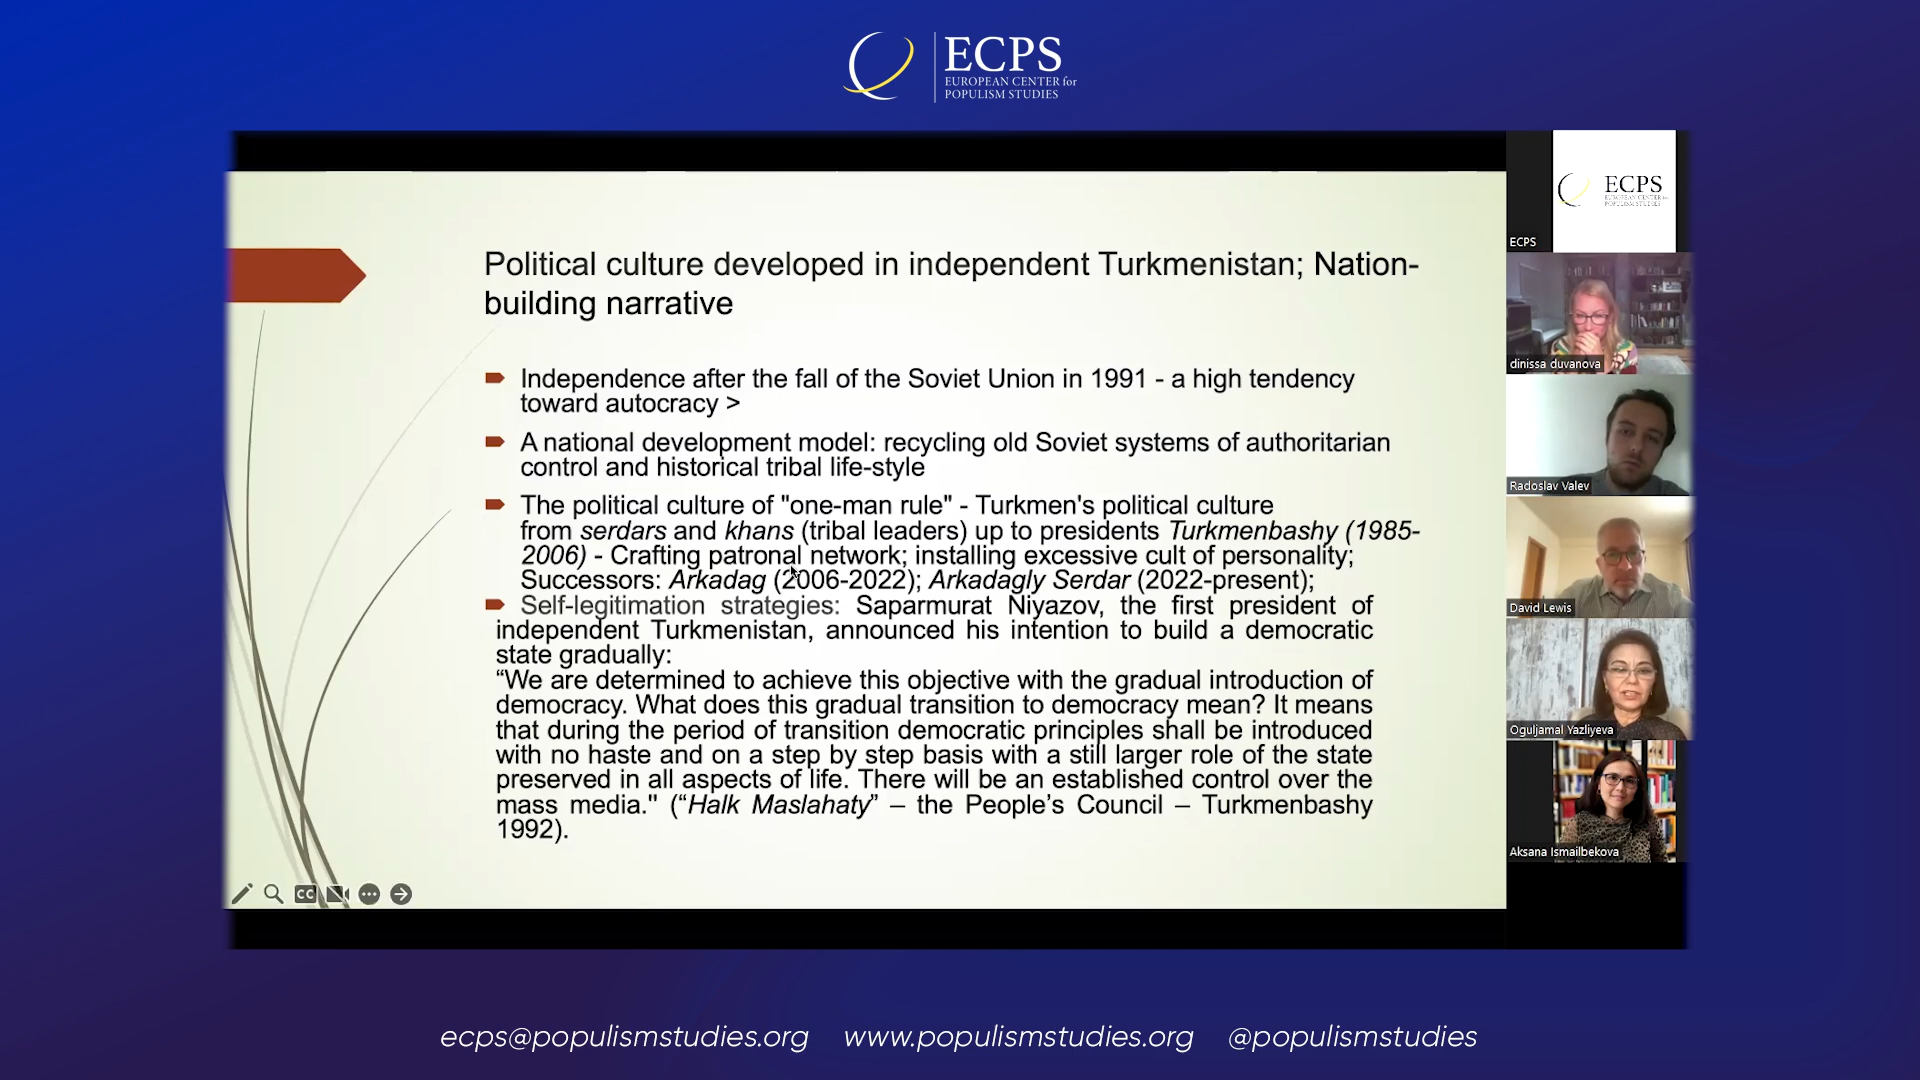 ECPS
EUROPEAN CENTER for
POPULISM STUDIES
Political culture developed in independent Turkmenistan; Nation-
building narrative
Independence after the fall of the Soviet Union in 1991 - a high tendency
toward autocracy >
A national development model: recycling old Soviet systems of authoritarian
control and historical tribal life-style
The political culture of "one-man rule" - Turkmen's political culture
from serdars and khans (tribal leaders) up to presidents Turkmenbashy (1985-
2006) - Crafting patronal network; installing excessive cult of personality;
Successors: Arkadag (2006-2022); Arkadagly Serdar (2022-present);
Self-legitimation strategies: Saparmurat Niyazov, the first president of
independent Turkmenistan, announced his intention to build a democratic
state gradually:
“We are determined to achieve this objective with the gradual introduction of
democracy. What does this gradual transition to democracy mean? It means
that during the period of transition democratic principles shall be introduced
with no haste and on a step by step basis with a still larger role of the state
preserved in all aspects of life. There will be an established control over the
mass media." (“Halk Maslahaty” – the People’s Council – Turkmenbashy
1992).
CC
ECPS
EUROPEAN CENTER for
POPULISM STUDIES
ECPS
dinissa duvanova
Radoslav Valev
David Lewis
Oguljamal Yazliyeva
Aksana Ismailbekova
ecps@populismstudies.org www.populismstudies.org @populismstudies